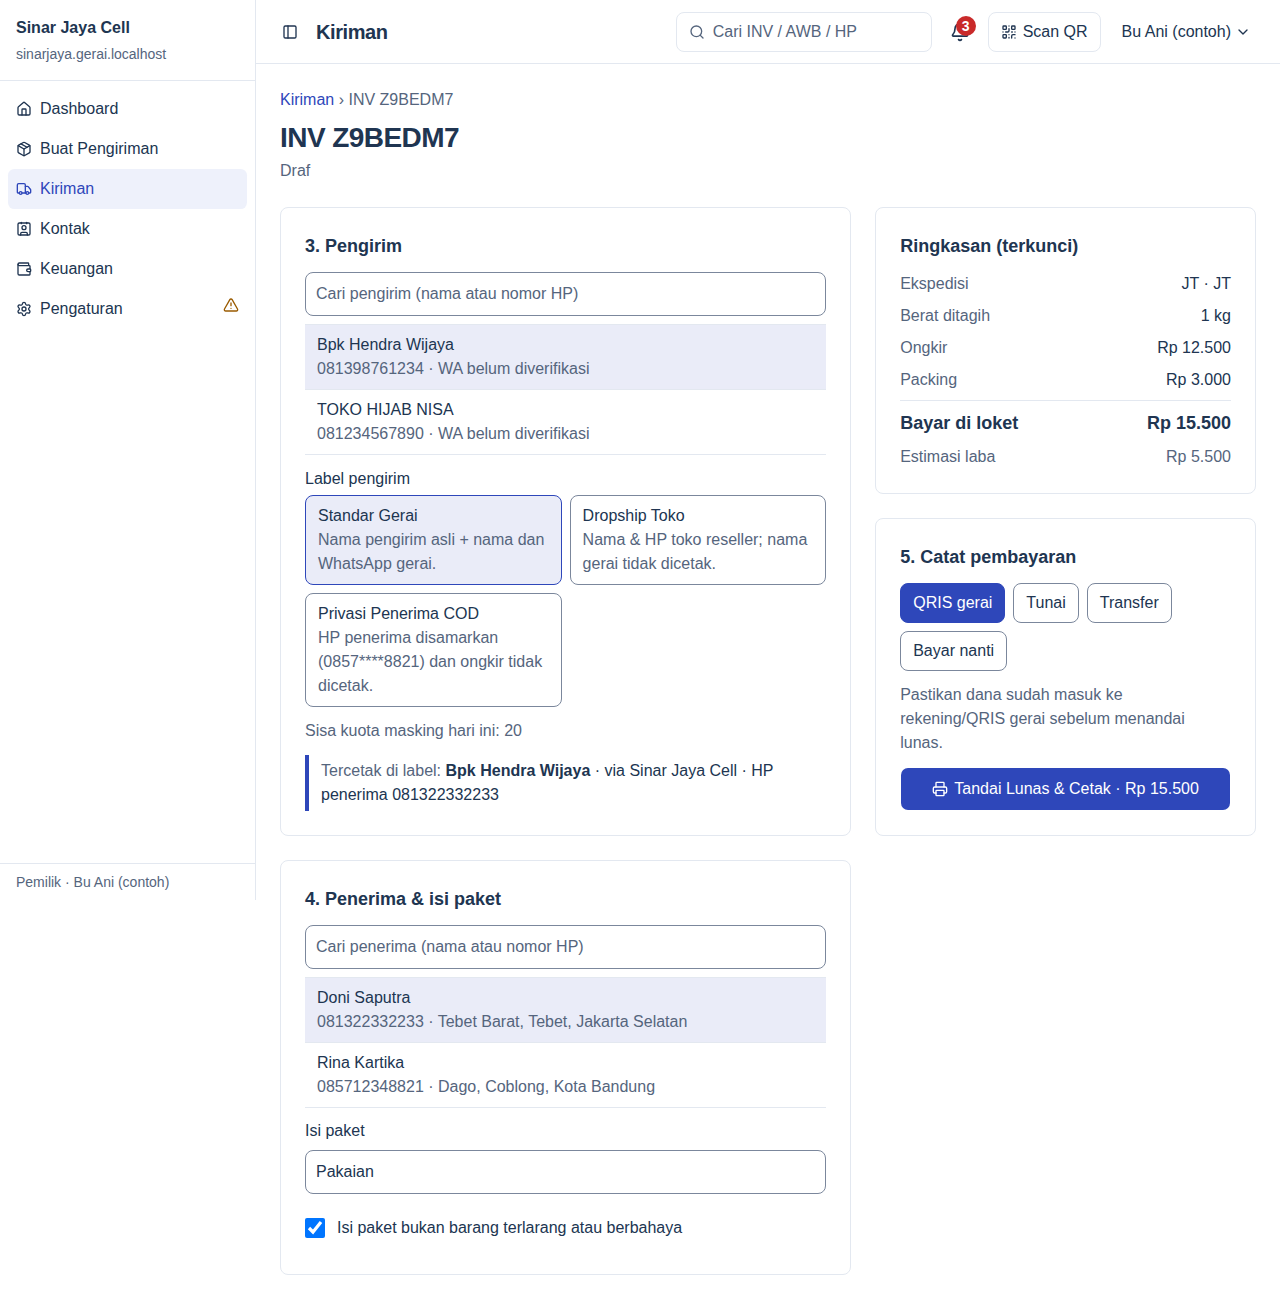 Sinar Jaya Cell
sinarjaya.gerai.localhost
Dashboard
Buat Pengiriman
Kiriman
Kontak
Keuangan
Pengaturan
Pemilik · Bu Ani (contoh)
Kiriman
Cari INV / AWB / HP
3
Scan QR
Bu Ani (contoh)
Kiriman › INV Z9BEDM7
INV Z9BEDM7
Draf
3. Pengirim
Cari pengirim (nama atau nomor HP)
Bpk Hendra Wijaya
081398761234 · WA belum diverifikasi
TOKO HIJAB NISA
081234567890 · WA belum diverifikasi
Label pengirim
Standar Gerai
Nama pengirim asli + nama dan
WhatsApp gerai.
Dropship Toko
Nama & HP toko reseller; nama
gerai tidak dicetak.
Privasi Penerima COD
HP penerima disamarkan
(0857****8821) dan ongkir tidak
dicetak.
Sisa kuota masking hari ini: 20
Tercetak di label: Bpk Hendra Wijaya · via Sinar Jaya Cell · HP
penerima 081322332233
4. Penerima & isi paket
Cari penerima (nama atau nomor HP)
Doni Saputra
081322332233 · Tebet Barat, Tebet, Jakarta Selatan
Rina Kartika
085712348821 · Dago, Coblong, Kota Bandung
Isi paket
Pakaian
Isi paket bukan barang terlarang atau berbahaya
Ringkasan (terkunci)
Ekspedisi JT · JT
Berat ditagih 1 kg
Ongkir Rp 12.500
Packing Rp 3.000
Bayar di loket Rp 15.500
Estimasi laba Rp 5.500
5. Catat pembayaran
QRIS gerai Tunai Transfer
Bayar nanti
Pastikan dana sudah masuk ke
rekening/QRIS gerai sebelum menandai
lunas.
Tandai Lunas & Cetak · Rp 15.500